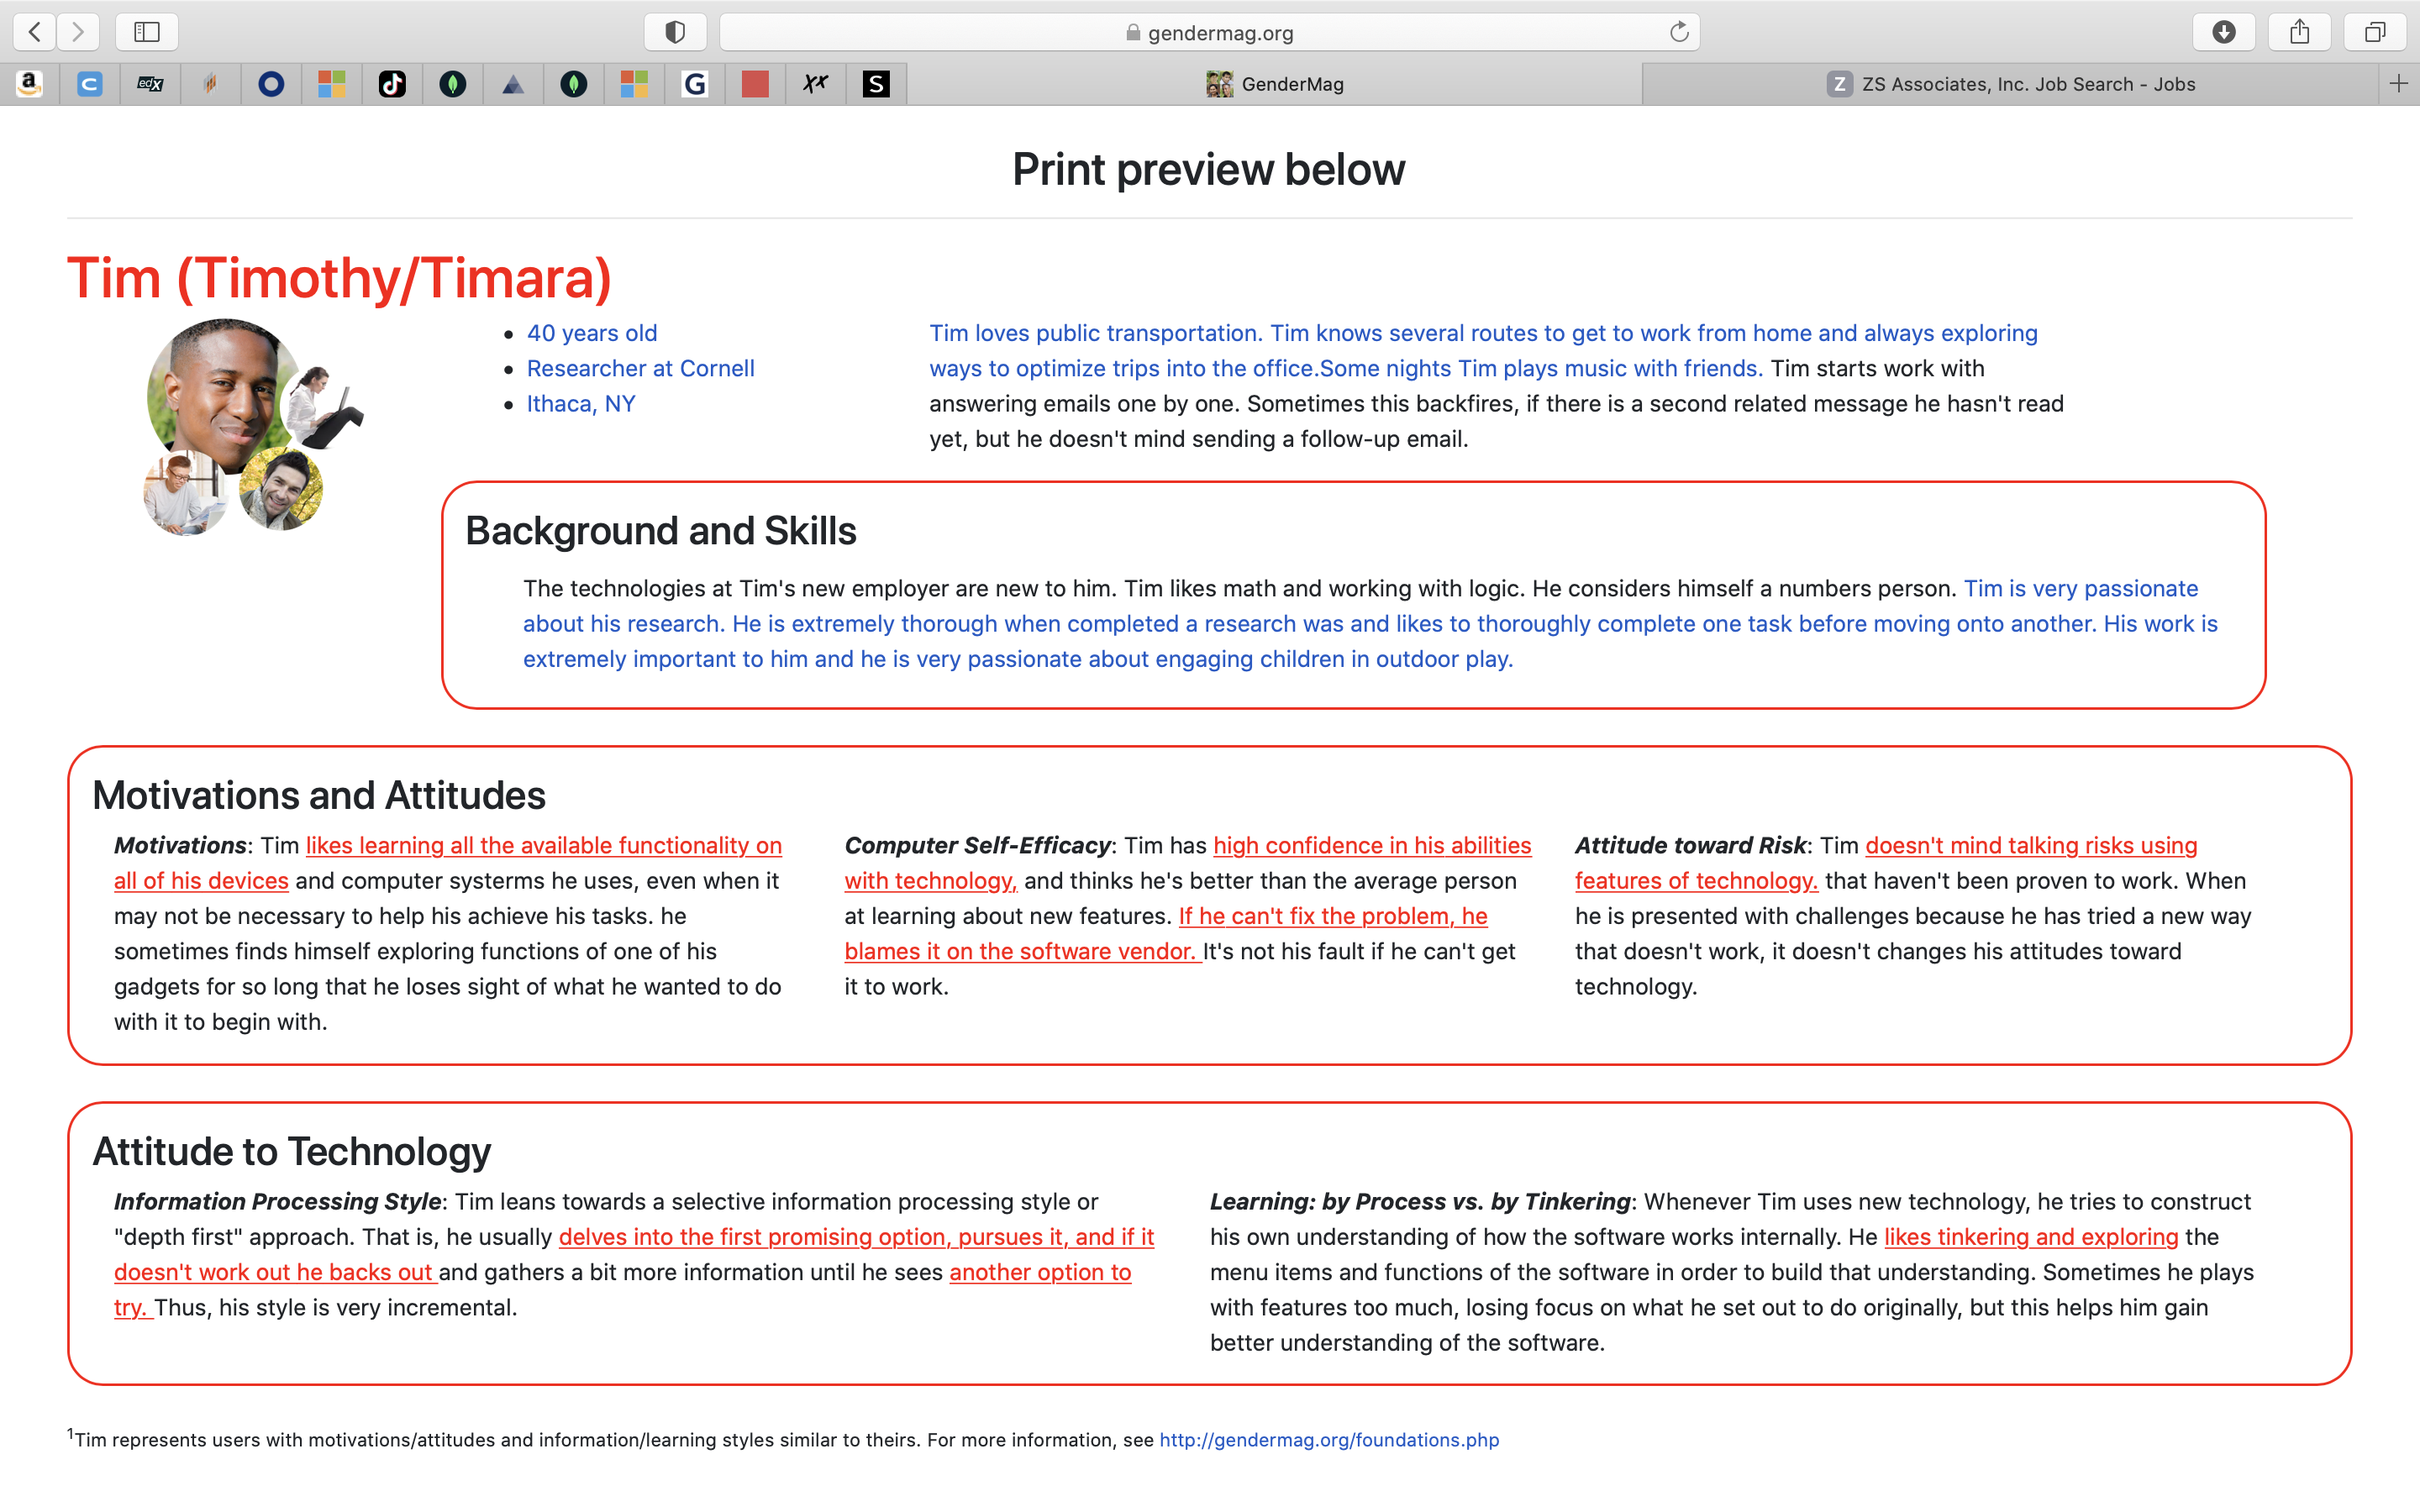 gendermag.org
a
C
edX
G
S
GenderMag
Z
ZS Associates, Inc. Job Search - Jobs
Print preview below
Tim (Timothy/Timara)
• 40 years old
• Researcher at Cornell
• Ithaca, NY
Tim loves public transportation. Tim knows several routes to get to work from home and always exploring
ways to optimize trips into the office.Some nights Tim plays music with friends. Tim starts work with
answering emails one by one. Sometimes this backfires, if there is a second related message he hasn't read
yet, but he doesn't mind sending a follow-up email.
Background and Skills
The technologies at Tim's new employer are new to him. Tim likes math and working with logic. He considers himself a numbers person. Tim is very passionate
about his research. He is extremely thorough when completed a research was and likes to thoroughly complete one task before moving onto another. His work is
extremely important to him and he is very passionate about engaging children in outdoor play.
Motivations and Attitudes
Motivations: Tim likes learning all the available functionality on
all of his devices and computer systerms he uses, even when it
may not be necessary to help his achieve his tasks. he
sometimes finds himself exploring functions of one of his
gadgets for so long that he loses sight of what he wanted to do
with it to begin with.
Computer Self-Efficacy: Tim has high confidence in his abilities
with technology, and thinks he's better than the average person
at learning about new features. If he can't fix the problem, he
blames it on the software vendor. It's not his fault if he can't get
it to work.
Attitude toward Risk: Tim doesn't mind talking risks using
features of technology. that haven't been proven to work. When
he is presented with challenges because he has tried a new way
that doesn't work, it doesn't changes his attitudes toward
technology.
Attitude to Technology
Information Processing Style: Tim leans towards a selective information processing style or
"depth first" approach. That is, he usually delves into the first promising option, pursues it, and if it
doesn't work out he backs out and gathers a bit more information until he sees another option to
try. Thus, his style is very incremental.
Learning: by Process vs. by Tinkering: Whenever Tim uses new technology, he tries to construct
his own understanding of how the software works internally. He likes tinkering and exploring the
menu items and functions of the software in order to build that understanding. Sometimes he plays
with features too much, losing focus on what he set out to do originally, but this helps him gain
better understanding of the software.
1Tim represents users with motivations/attitudes and information/learning styles similar to theirs. For more information, see http://gendermag.org/foundations.php